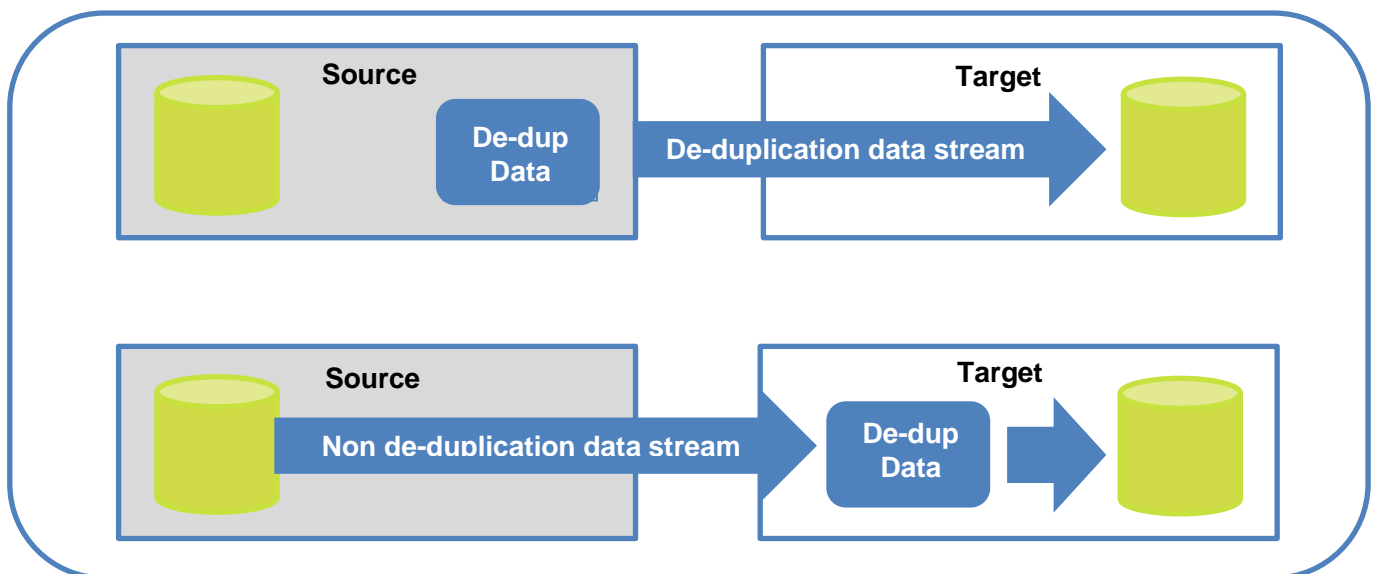 Source
Target
De-dup
Data
De-duplication data stream
Source
Target
Non de-duplication data stream
De-dup
Data